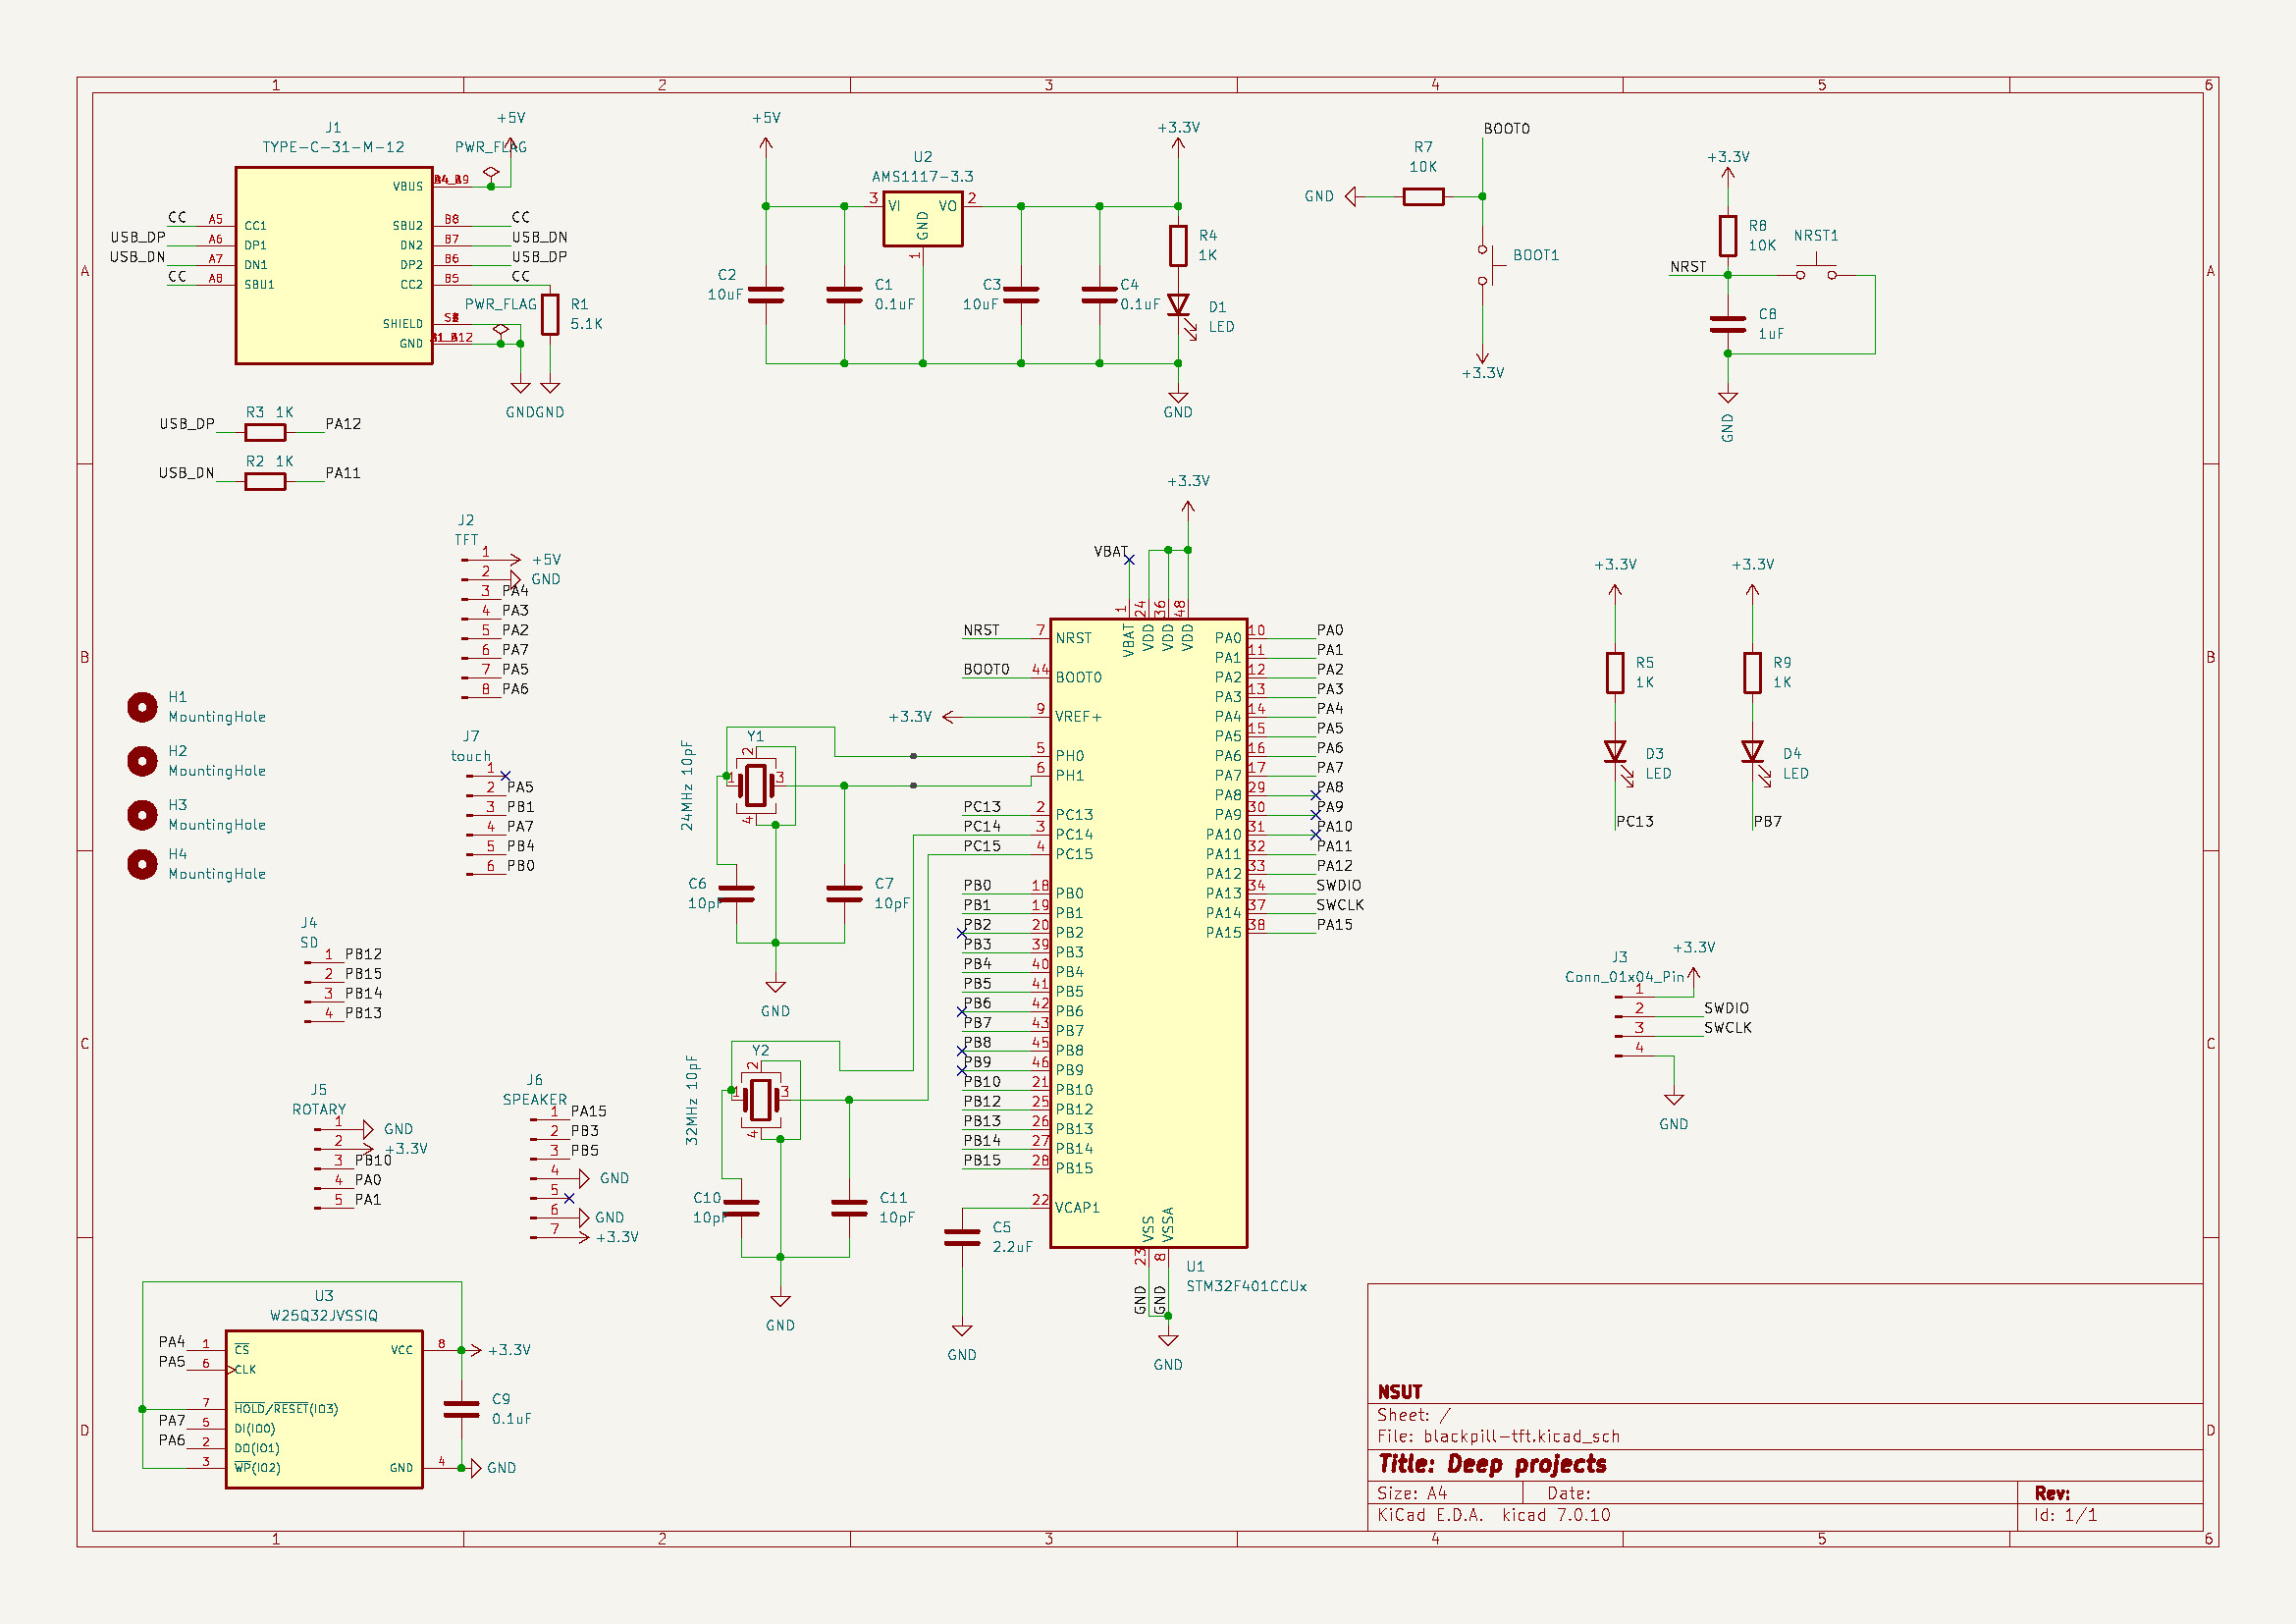 1 2 3 4 5 6
A
B
C
D
J1
TYPE-C-31-M-12
PWR_FLAG
+5V
VBUS
CC A5 CC1
USB_DP A6 DP1
USB_DN A7 DN1
CC A8 SBU1
SBU2 B8 CC
DN2 B7 USB_DN
DP2 B6 USB_DP
CC2 B5 CC
PWR_FLAG
SHIELD
GND
R1
5.1K
GND GND
USB_DP R3 1K PA12
USB_DN R2 1K PA11
+5V
U2
AMS1117-3.3
3 VI VO 2
GND
1
+3.3V
C2
10uF
C1
0.1uF
C3
10uF
C4
0.1uF
R4
1K
D1
LED
GND
BOOT0
R7
10K
GND
BOOT1
+3.3V
+3.3V
R8
10K
NRST1
NRST
C8
1uF
GND
J2
TFT
1 +5V
2 GND
3 PA4
4 PA3
5 PA2
6 PA7
7 PA5
8 PA6
H1
MountingHole
H2
MountingHole
H3
MountingHole
H4
MountingHole
J7
touch
1
2 PA5
3 PB1
4 PA7
5 PB4
6 PB0
J4
SD
1 PB12
2 PB15
3 PB14
4 PB13
J5
ROTARY
1 GND
2 +3.3V
3 PB10
4 PA0
5 PA1
J6
SPEAKER
1 PA15
2 PB3
3 PB5
4 GND
5
6 GND
7 +3.3V
U3
W25Q32JVSSIQ
PA4 1 CS
PA5 6 CLK
7 HOLD/RESET(IO3)
PA7 5 DI(IO0)
PA6 2 DO(IO1)
3 WP(IO2)
VCC 8 +3.3V
GND 4 GND
C9
0.1uF
Y1
24MHz 10pF
1 2 3 4
C6
10pF
C7
10pF
GND
Y2
32MHz 10pF
1 2 3 4
C10
10pF
C11
10pF
GND
+3.3V
VBAT
1 24 36 48
VBAT VDD VDD VDD
NRST 7 NRST
BOOT0 44 BOOT0
+3.3V 9 VREF+
5 PH0
6 PH1
PC13 2 PC13
PC14 3 PC14
PC15 4 PC15
PB0 18 PB0
PB1 19 PB1
PB2 20 PB2
PB3 39 PB3
PB4 40 PB4
PB5 41 PB5
PB6 42 PB6
PB7 43 PB7
PB8 45 PB8
PB9 46 PB9
PB10 21 PB10
PB12 25 PB12
PB13 26 PB13
PB14 27 PB14
PB15 28 PB15
22 VCAP1
PA0 10 PA0
PA1 11 PA1
PA2 12 PA2
PA3 13 PA3
PA4 14 PA4
PA5 15 PA5
PA6 16 PA6
PA7 17 PA7
PA8 29 PA8
PA9 30 PA9
PA10 31 PA10
PA11 32 PA11
PA12 33 PA12
PA13 34 SWDIO
PA14 37 SWCLK
PA15 38 PA15
VSS VSSA
23 8
GND GND
GND
U1
STM32F401CCUx
C5
2.2uF
GND
+3.3V
R5
1K
D3
LED
PC13
+3.3V
R9
1K
D4
LED
PB7
J3
Conn_01x04_Pin
+3.3V
1
2 SWDIO
3 SWCLK
4
GND
NSUT
Sheet: /
File: blackpill-tft.kicad_sch
Title: Deep projects
Size: A4 Date: Rev:
KiCad E.D.A. kicad 7.0.10 Id: 1/1
A
B
C
D
1 2 3 4 5 6